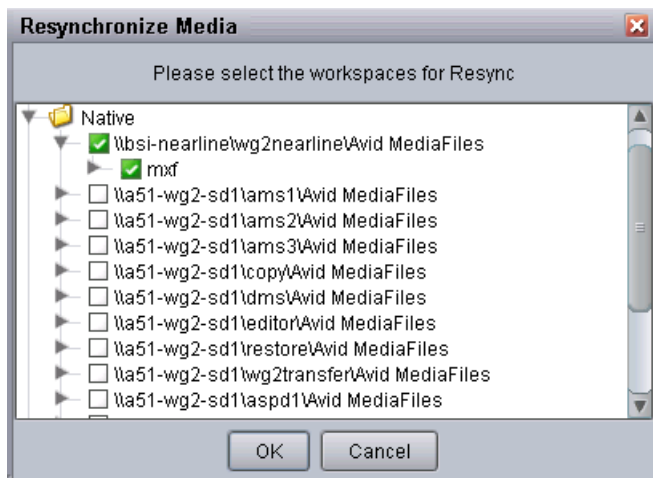 Resynchronize Media
Please select the workspaces for Resync
Native
\\bsi-nearline\wg2nearline\Avid MediaFiles
mxf
\\a51-wg2-sd1\ams1\Avid MediaFiles
\\a51-wg2-sd1\ams2\Avid MediaFiles
\\a51-wg2-sd1\ams3\Avid MediaFiles
\\a51-wg2-sd1\copy\Avid MediaFiles
\\a51-wg2-sd1\dms\Avid MediaFiles
\\a51-wg2-sd1\editor\Avid MediaFiles
\\a51-wg2-sd1\restore\Avid MediaFiles
\\a51-wg2-sd1\wg2transfer\Avid MediaFiles
\\a51-wg2-sd1\aspd1\Avid MediaFiles
OK Cancel